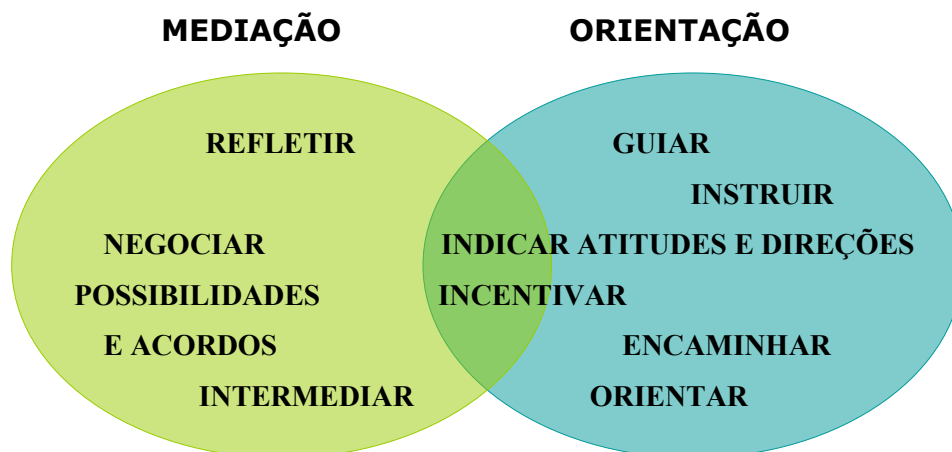 MEDIAÇÃO ORIENTAÇÃO
REFLETIR GUIAR
INSTRUIR
NEGOCIAR INDICAR ATITUDES E DIREÇÕES
POSSIBILIDADES INCENTIVAR
E ACORDOS ENCAMINHAR
INTERMEDIAR ORIENTAR